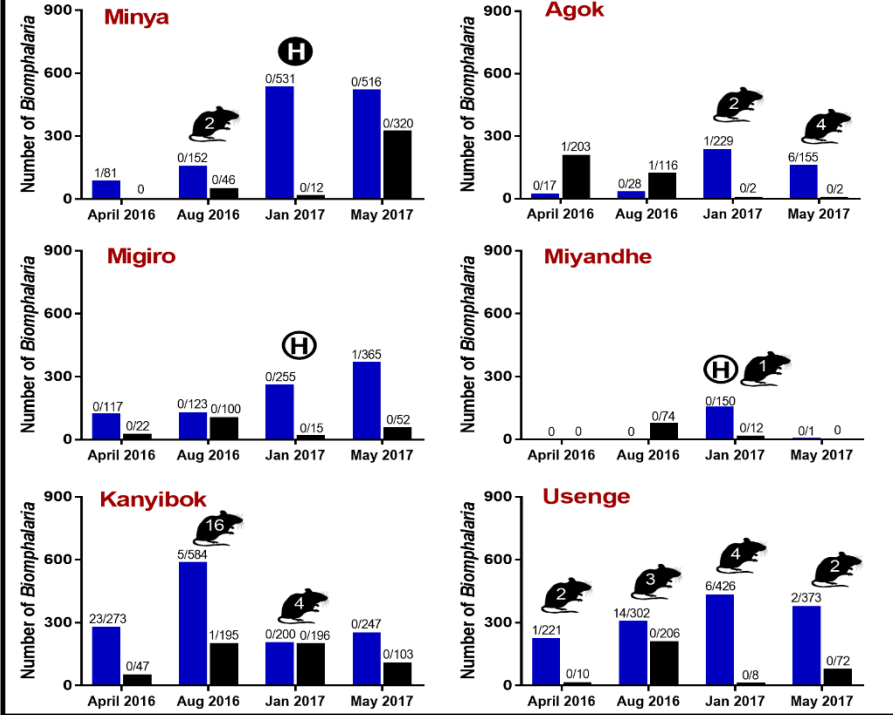 Minya
Number of Biomphalaria
900
600
300
0
1/81
0
2
0/152
0/46
H
0/531
0/12
0/516
0/320
April 2016
Aug 2016
Jan 2017
May 2017
Agok
Number of Biomphalaria
900
600
300
0
0/17
1/203
0/28
1/116
2
1/229
0/2
4
6/155
0/2
April 2016
Aug 2016
Jan 2017
May 2017
Migiro
Number of Biomphalaria
900
600
300
0
0/117
0/22
0/123
0/100
H
0/255
0/15
1/365
0/52
April 2016
Aug 2016
Jan 2017
May 2017
Miyandhe
Number of Biomphalaria
900
600
300
0
0
0
0
0/74
H
1
0/150
0/12
0/1
0
April 2016
Aug 2016
Jan 2017
May 2017
Kanyibok
Number of Biomphalaria
900
600
300
0
23/273
0/47
16
5/584
1/195
4
0/200
0/196
0/247
0/103
April 2016
Aug 2016
Jan 2017
May 2017
Usenge
Number of Biomphalaria
900
600
300
0
2
1/221
0/10
3
14/302
0/206
4
6/426
0/8
2
2/373
0/72
April 2016
Aug 2016
Jan 2017
May 2017